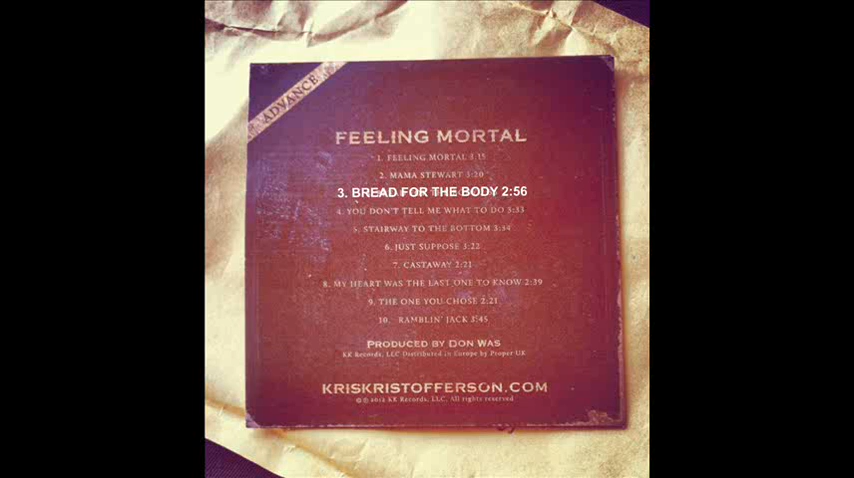 ADVANCE
FEELING MORTAL
1. FEELING MORTAL 3:15
2. MAMA STEWART 3:20
3. BREAD FOR THE BODY 2:56
4. YOU DON'T TELL ME WHAT TO DO 3:33
5. STAIRWAY TO THE BOTTOM 3:34
6. JUST SUPPOSE 3:22
7. CASTAWAY 2:21
8. MY HEART WAS THE LAST ONE TO KNOW 2:39
9. THE ONE YOU CHOSE 2:21
10. RAMBLIN' JACK 3:45
PRODUCED BY DON WAS
KK Records, LLC Distributed in Europe by Proper UK
KRISKRISTOFFERSON.COM
℗ © 2012 KK Records, LLC. All rights reserved